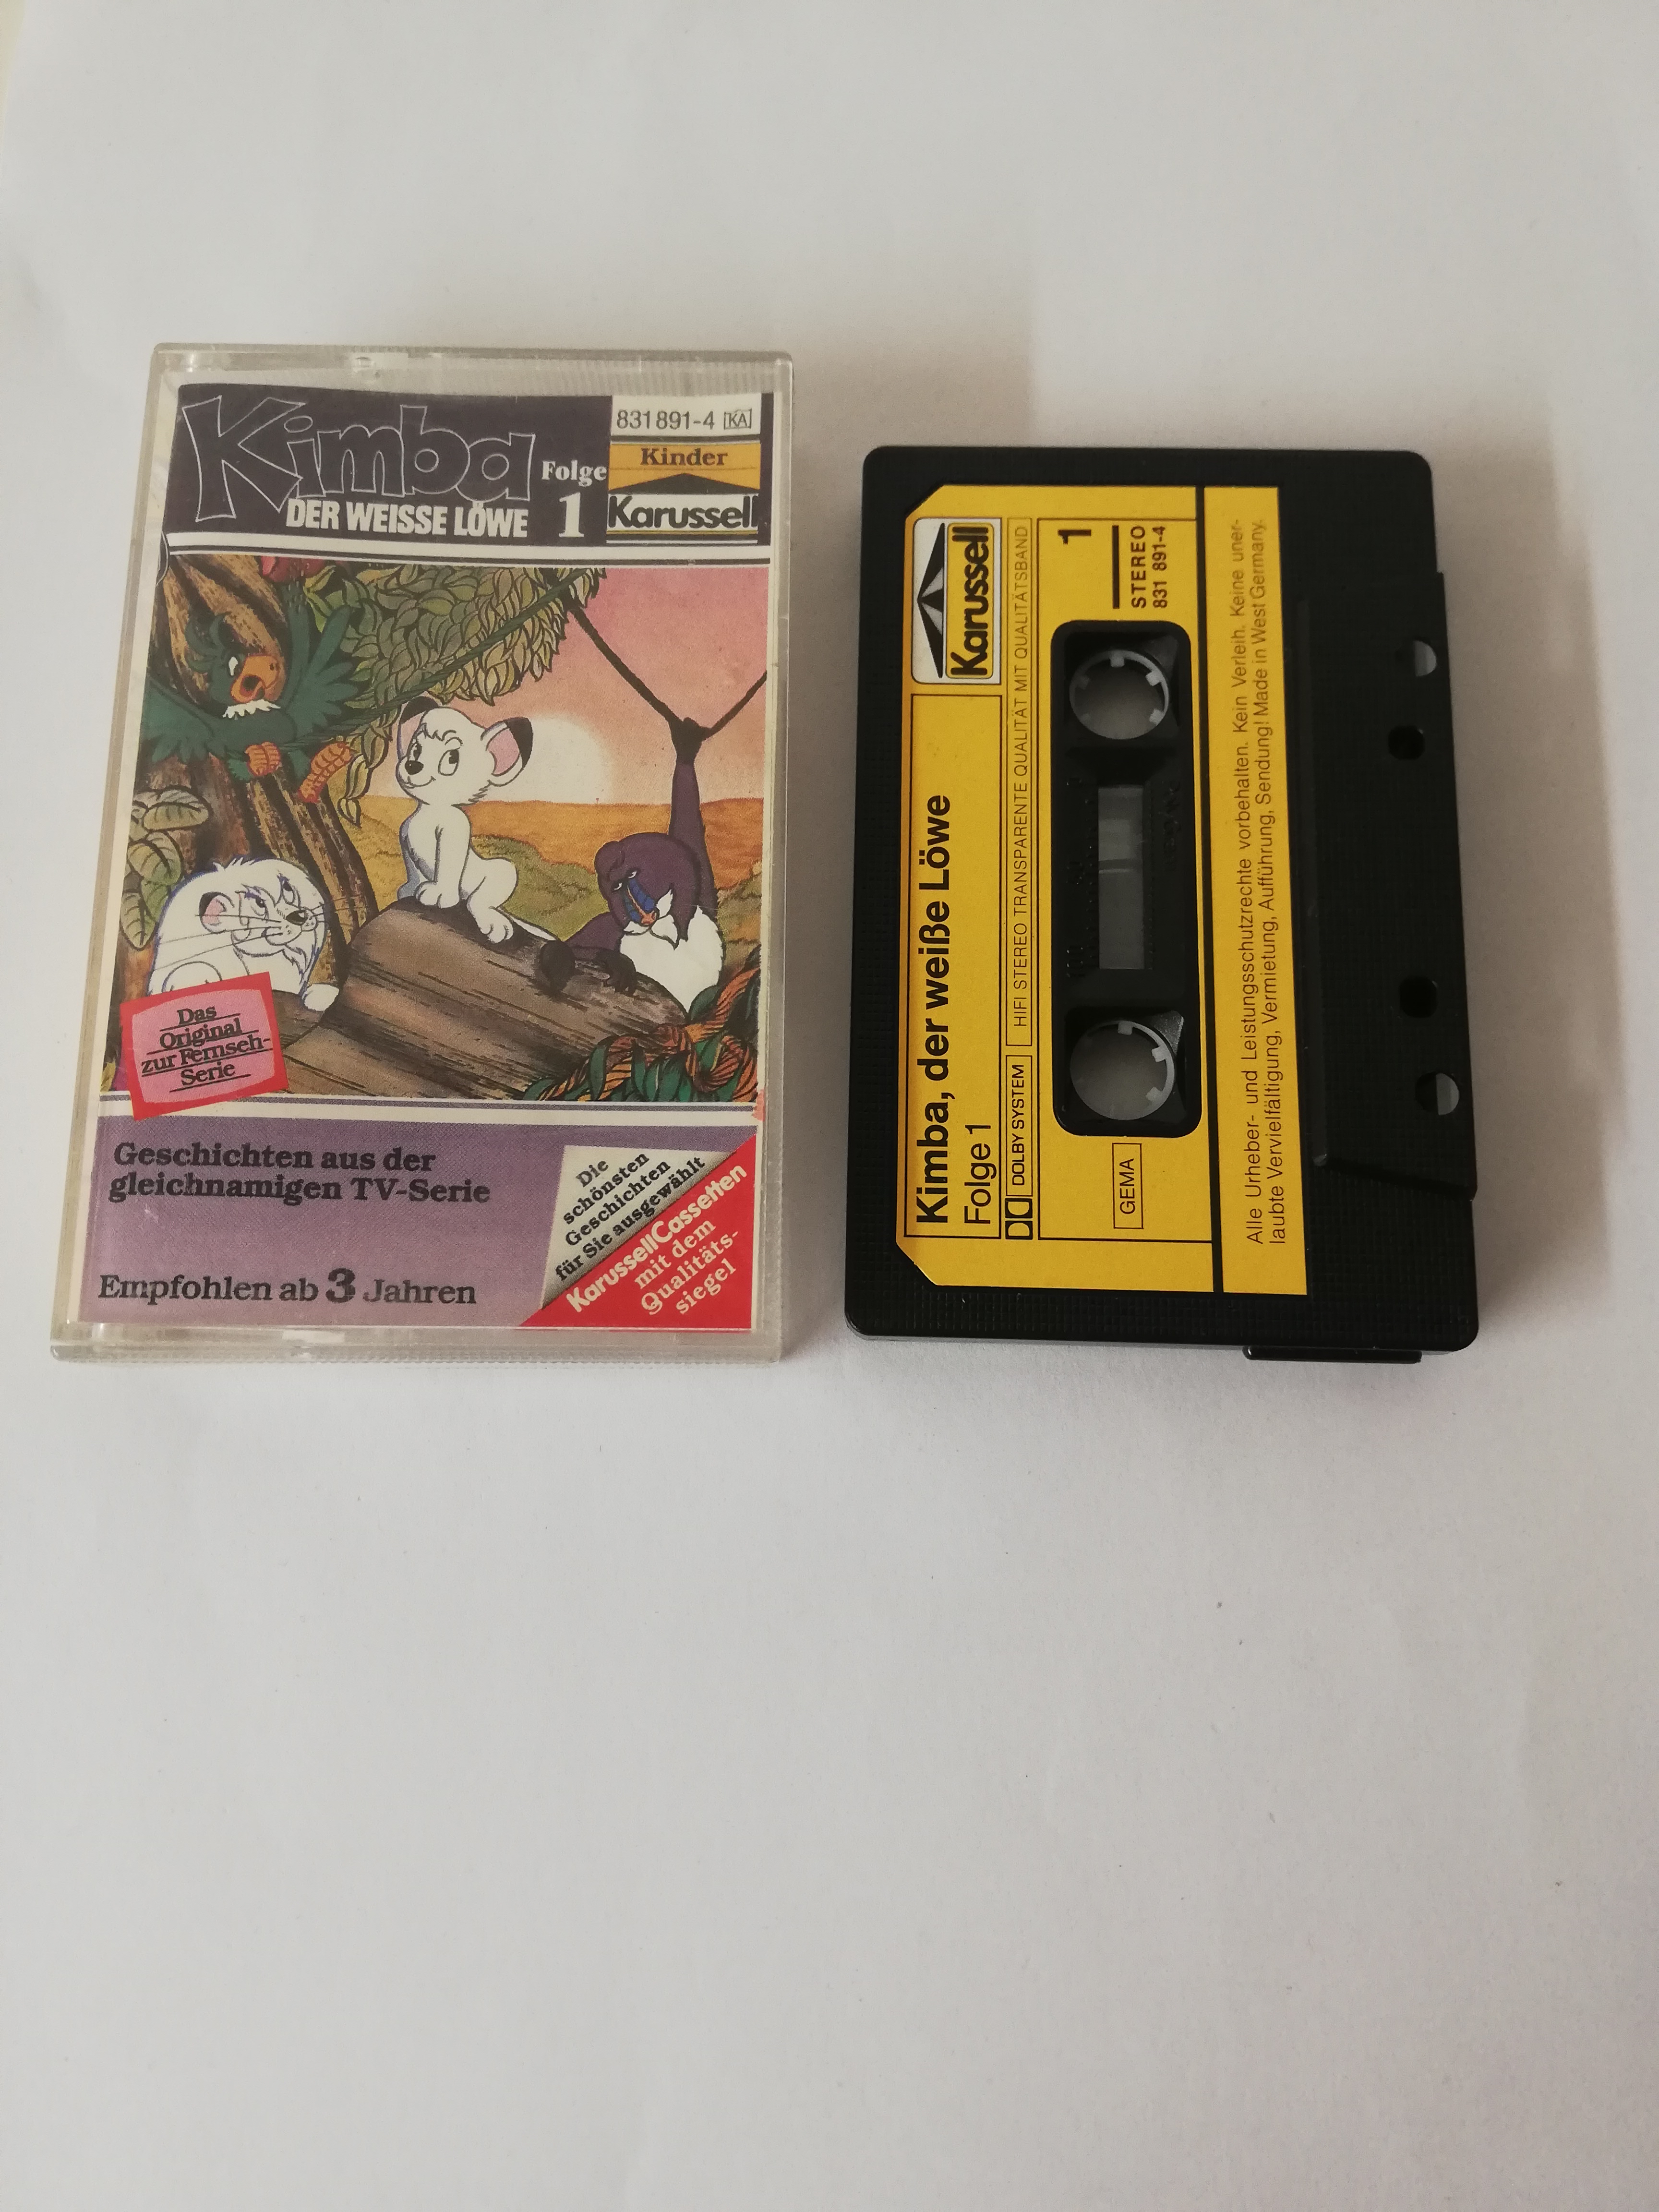 Kimba
DER WEISSE LÖWE
Folge
1
831 891-4 KA
Kinder
Karussell
Das
Original
zur Fernseh-
Serie
Geschichten aus der
gleichnamigen TV-Serie
Empfohlen ab 3 Jahren
Die
schönsten
Geschichten
für Sie ausgewählt
KarussellCassetten
mit dem
Qualitäts-
siegel
Karussell
Kimba, der weiße Löwe
Folge 1
DOLBY SYSTEM
HIFI STEREO TRANSPARENTE QUALITÄT MIT QUALITÄTSBAND
GEMA
1
STEREO
831 891-4
Alle Urheber- und Leistungsschutzrechte vorbehalten. Kein Verleih. Keine uner-
laubte Vervielfältigung, Vermietung, Aufführung, Sendung! Made in West Germany.